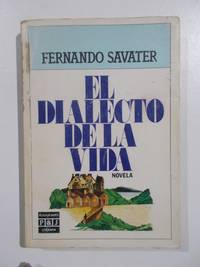 FERNANDO SAVATER
EL
DIALECTO
DE LA
VIDA
NOVELA
P&J